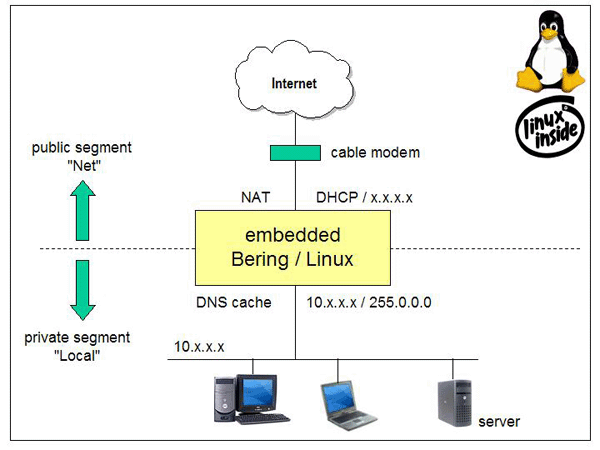 Internet
linux
inside
public segment
"Net"
cable modem
NAT
DHCP / x.x.x.x
embedded
Bering / Linux
DNS cache
10.x.x.x / 255.0.0.0
private segment
"Local"
10.x.x.x
server